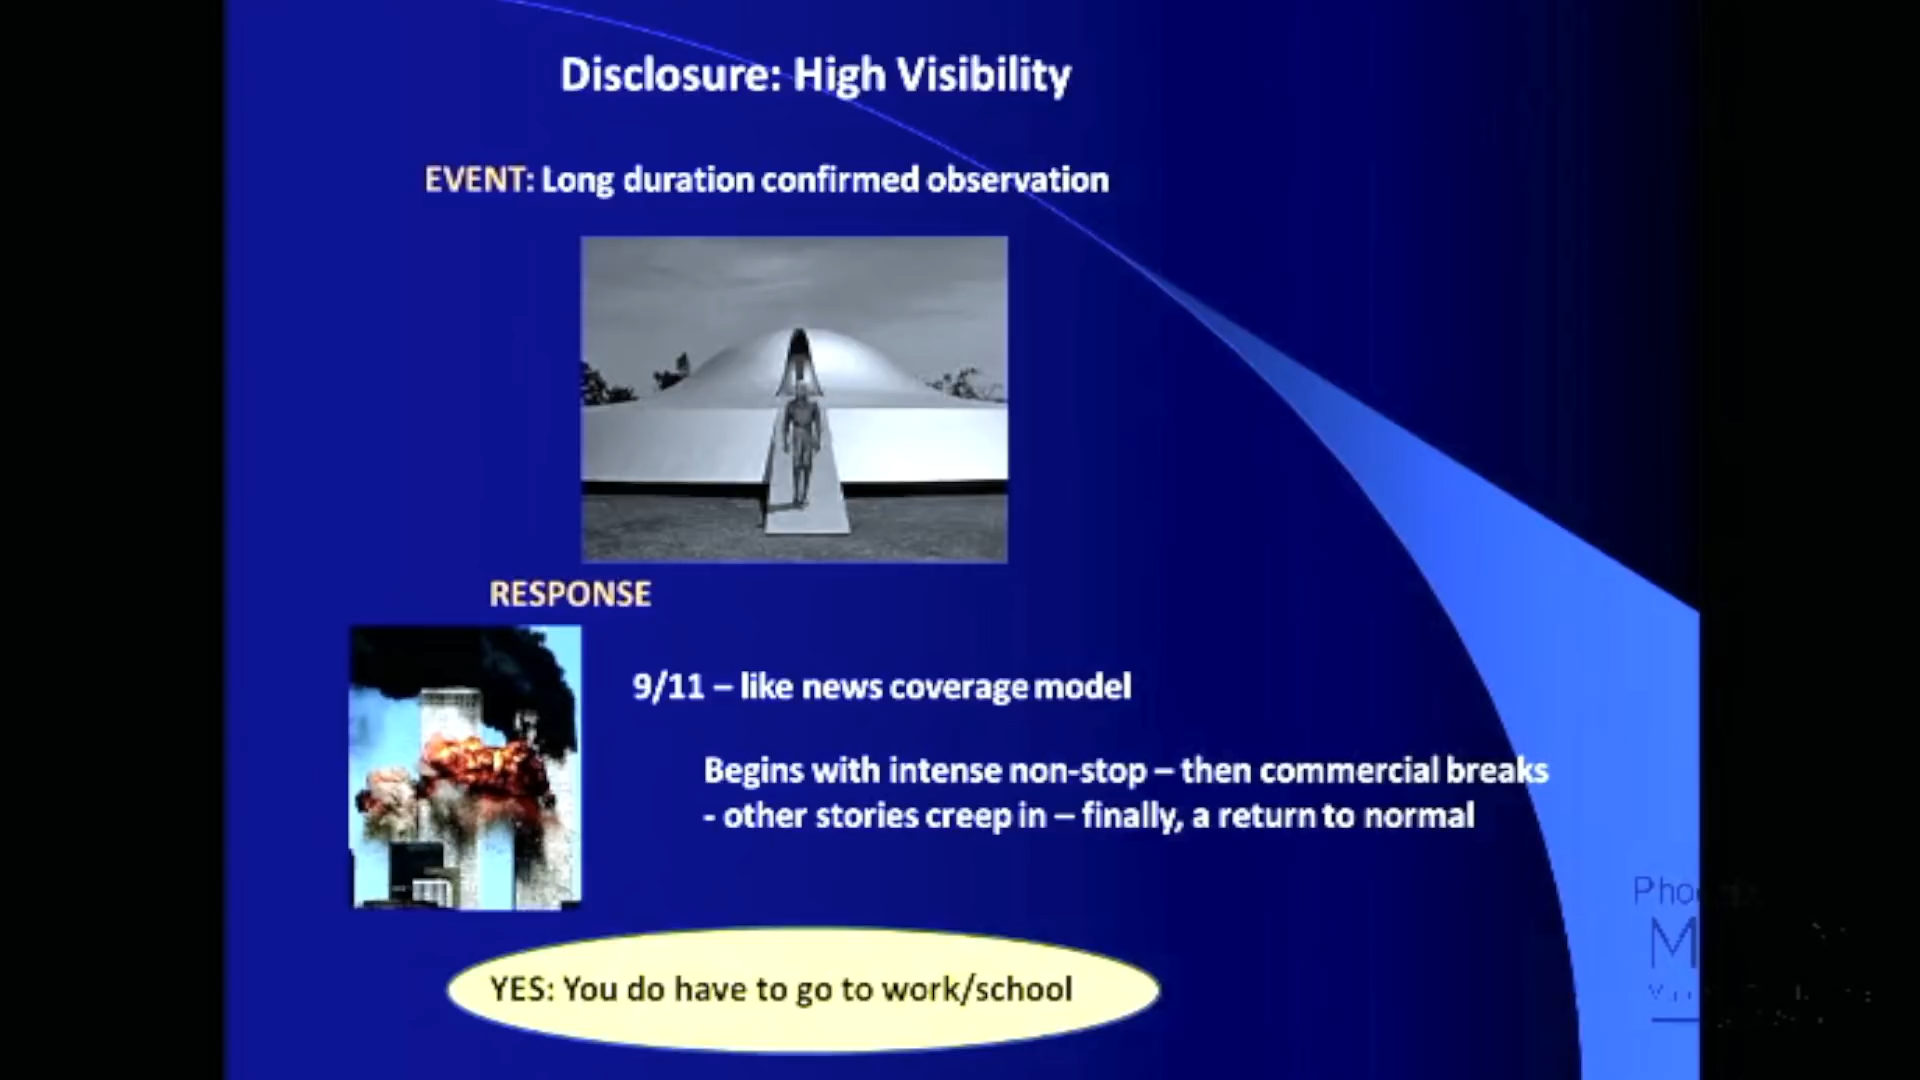 Disclosure: High Visibility
EVENT: Long duration confirmed observation
RESPONSE
9/11 – like news coverage model
Begins with intense non-stop – then commercial breaks
- other stories creep in – finally, a return to normal
YES: You do have to go to work/school